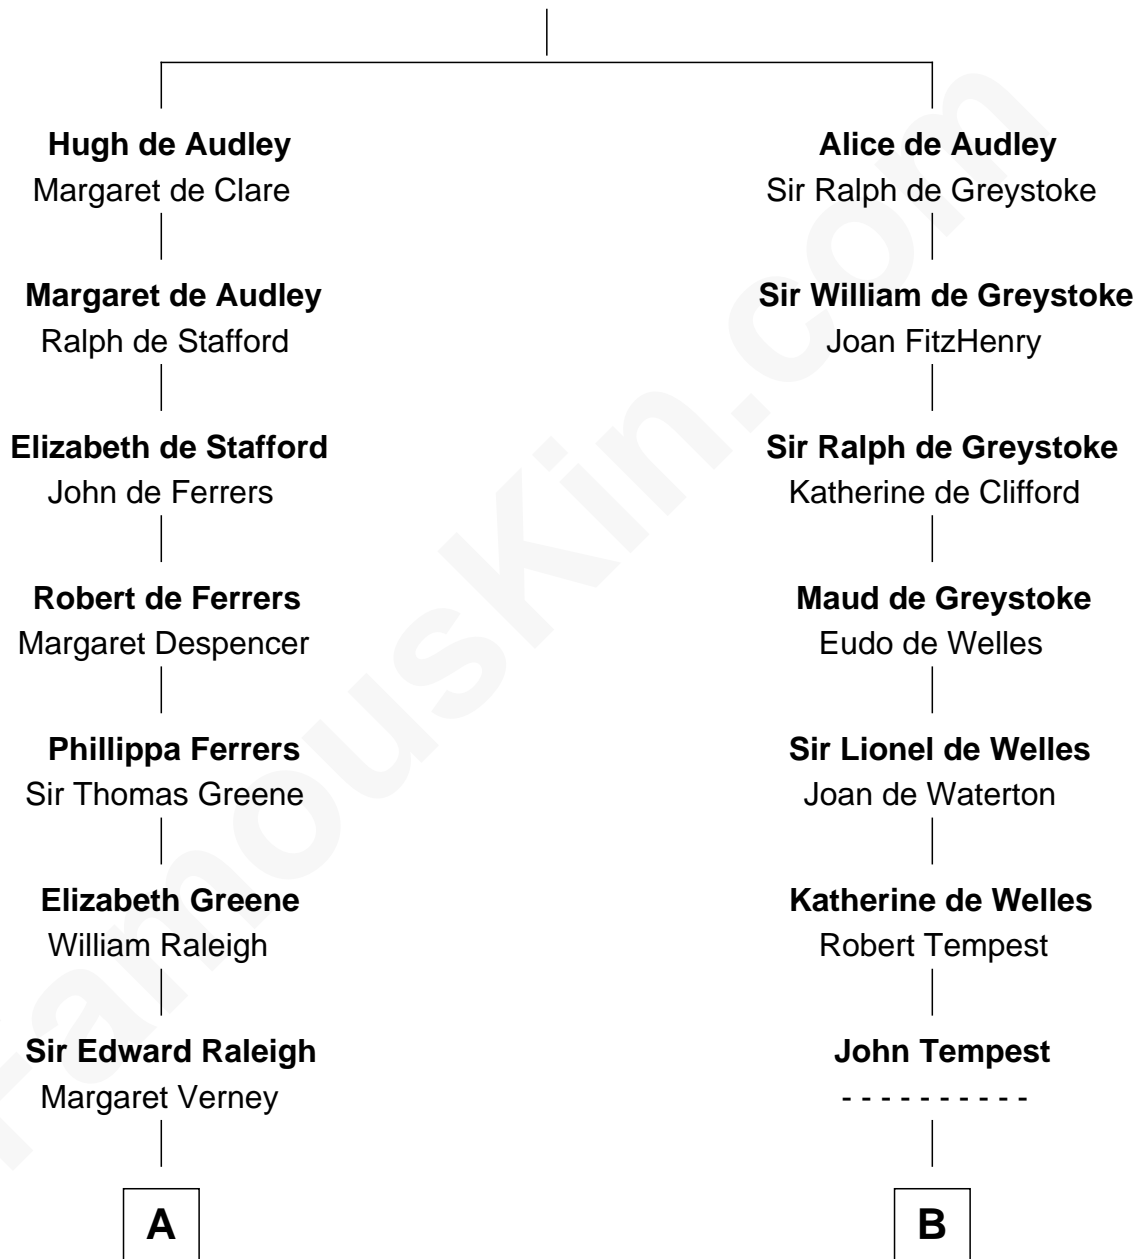 Hugh de Audley
Margaret de Clare
Alice de Audley
Sir Ralph de Greystoke
Margaret de Audley
Ralph de Stafford
Sir William de Greystoke
Joan FitzHenry
Elizabeth de Stafford
John de Ferrers
Sir Ralph de Greystoke
Katherine de Clifford
Robert de Ferrers
Margaret Despencer
Maud de Greystoke
Eudo de Welles
Phillippa Ferrers
Sir Thomas Greene
Sir Lionel de Welles
Joan de Waterton
Elizabeth Greene
William Raleigh
Katherine de Welles
Robert Tempest
Sir Edward Raleigh
Margaret Verney
John Tempest
- - - - - - - - - -
A
B
FamousKin.com